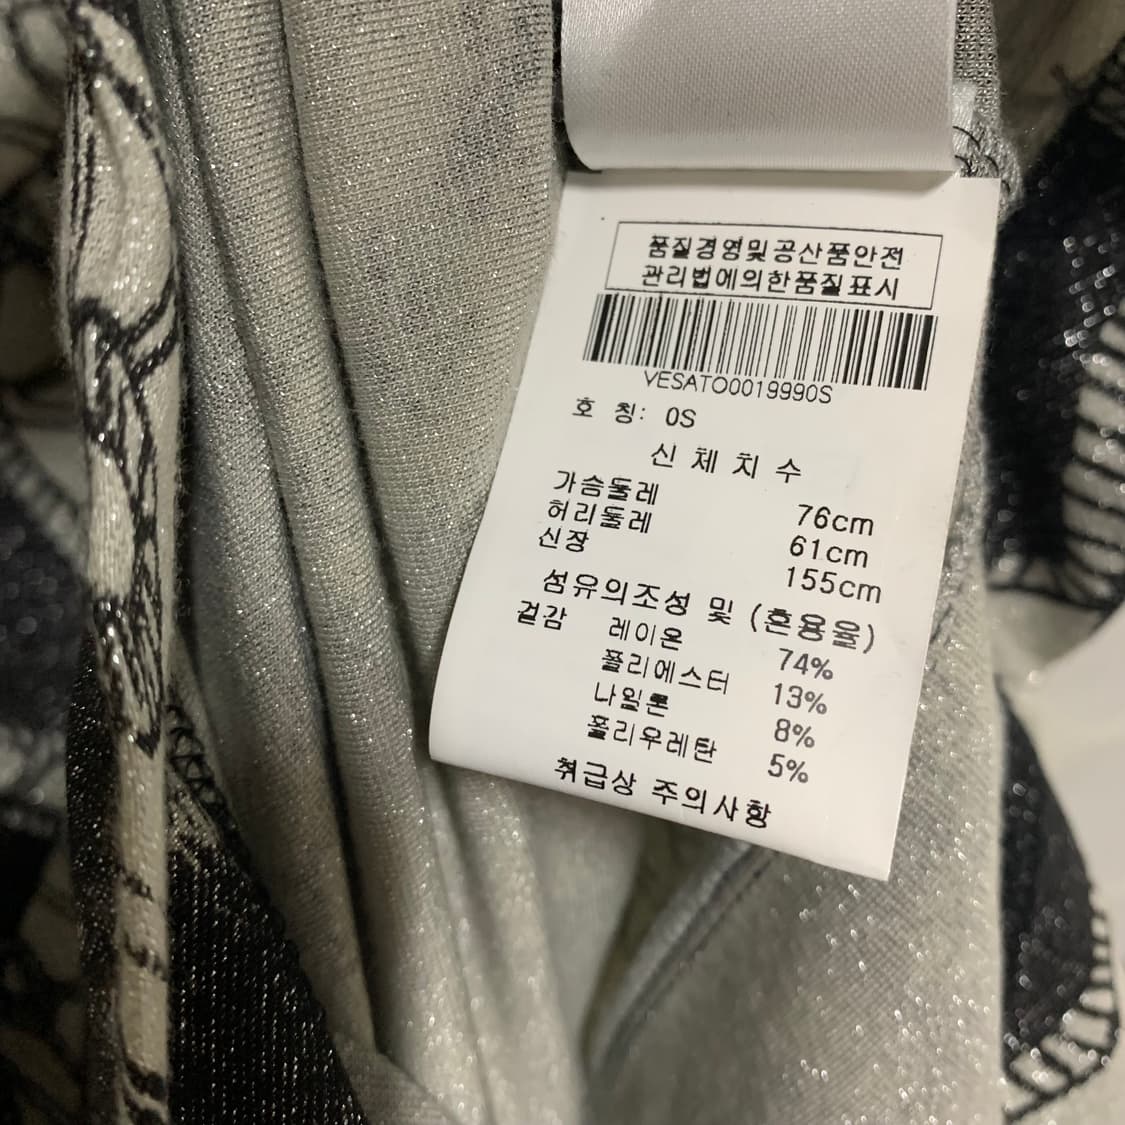 품질경영및공산품안전
관리법에의한품질표시
VESATO0019990S
호 칭: 0S
신 체 치 수
가슴둘레 76cm
허리둘레 61cm
신장 155cm
섬유의조성 및 (혼용율)
겉감 레이온 74%
폴리에스터 13%
나일론 8%
폴리우레탄 5%
취급상 주의사항